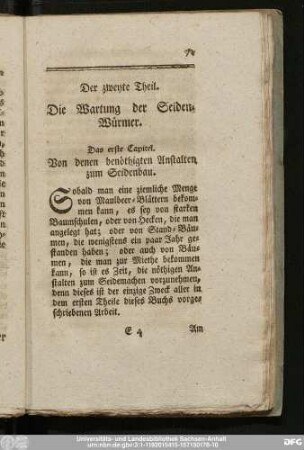 Der zweyte Theil.
Die Wartung der Seiden-
Würmer.
Das erste Capitel.
Von denen benöthigten Anstalten
zum Seidenbau.
Sobald man eine ziemliche Menge
von Maulbeer-Blättern bekom-
men kann, es sey von starken
Baumschulen, oder von Hecken, die man
angelegt hat; oder von Stand-Bäu-
men, die wenigstens ein paar Jahr ge-
standen haben; oder auch von Bäu-
men, die man zur Miethe bekommen
kann, so ist es Zeit, die nöthigen An-
stalten zum Seidemachen vorzunehmen,
denn dieses ist der einzige Zweck aller in
dem ersten Theile dieses Buchs vorge-
schriebenen Arbeit.
E 4
Am
Universitäts- und Landesbibliothek Sachsen-Anhalt
DFG